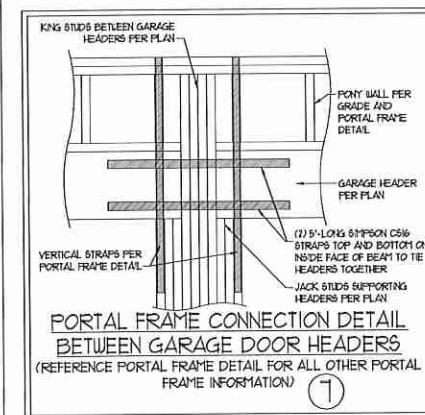 KING STUDS BETWEEN GARAGE
HEADERS PER PLAN
PONY WALL PER
GRADE AND
PORTAL FRAME
DETAIL
GARAGE HEADER
PER PLAN
(2) 5'-LONG SIMPSON CS16
STRAPS TOP AND BOTTOM ON
INSIDE FACE OF BEAM TO TIE
HEADERS TOGETHER
VERTICAL STRAPS PER
PORTAL FRAME DETAIL
JACK STUDS SUPPORTING
HEADERS PER PLAN
PORTAL FRAME CONNECTION DETAIL
BETWEEN GARAGE DOOR HEADERS
(REFERENCE PORTAL FRAME DETAIL FOR ALL OTHER PORTAL
FRAME INFORMATION)
7